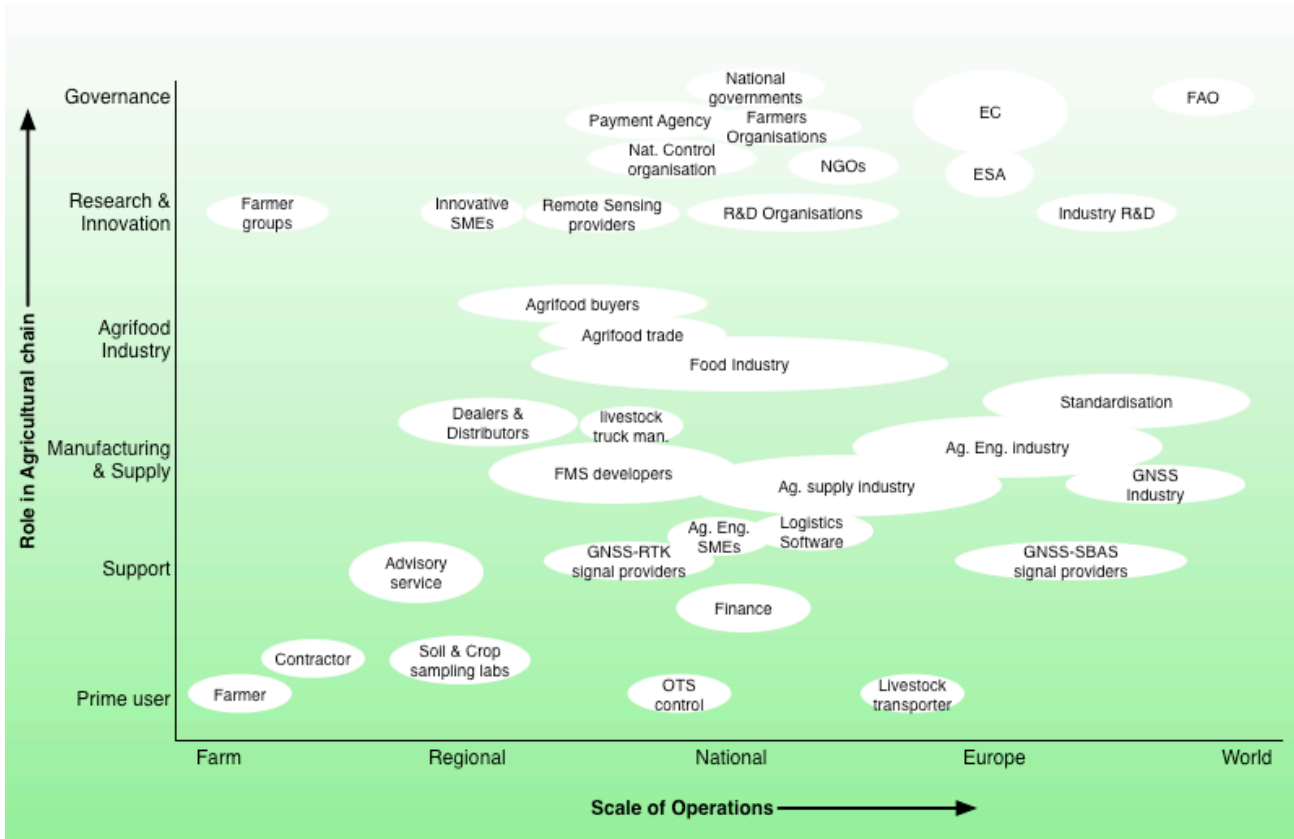 National
governments
Governance
EC
FAO
Payment Agency
Farmers
Organisations
Nat. Control
organisation
NGOs
ESA
Research &
Innovation
Farmer
groups
Innovative
SMEs
Remote Sensing
providers
R&D Organisations
Industry R&D
Agrifood buyers
Agrifood
Industry
Agrifood trade
Food Industry
Standardisation
Dealers &
Distributors
livestock
truck man.
Manufacturing
& Supply
Ag. Eng. industry
FMS developers
Ag. supply industry
GNSS
Industry
Ag. Eng.
SMEs
Logistics
Software
Support
Advisory
service
GNSS-RTK
signal providers
GNSS-SBAS
signal providers
Finance
Contractor
Soil & Crop
sampling labs
Prime user
Farmer
OTS
control
Livestock
transporter
Role in Agricultural chain
Farm
Regional
National
Europe
World
Scale of Operations